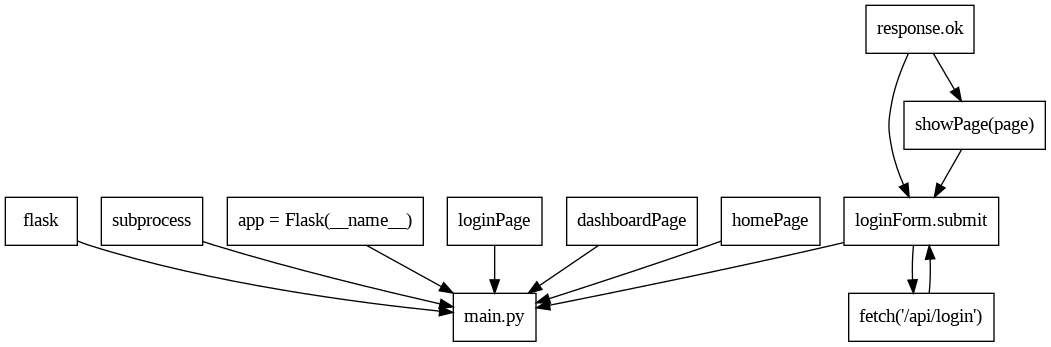 response.ok
showPage(page)
flask
subprocess
app = Flask(__name__)
loginPage
dashboardPage
homePage
loginForm.submit
main.py
fetch('/api/login')